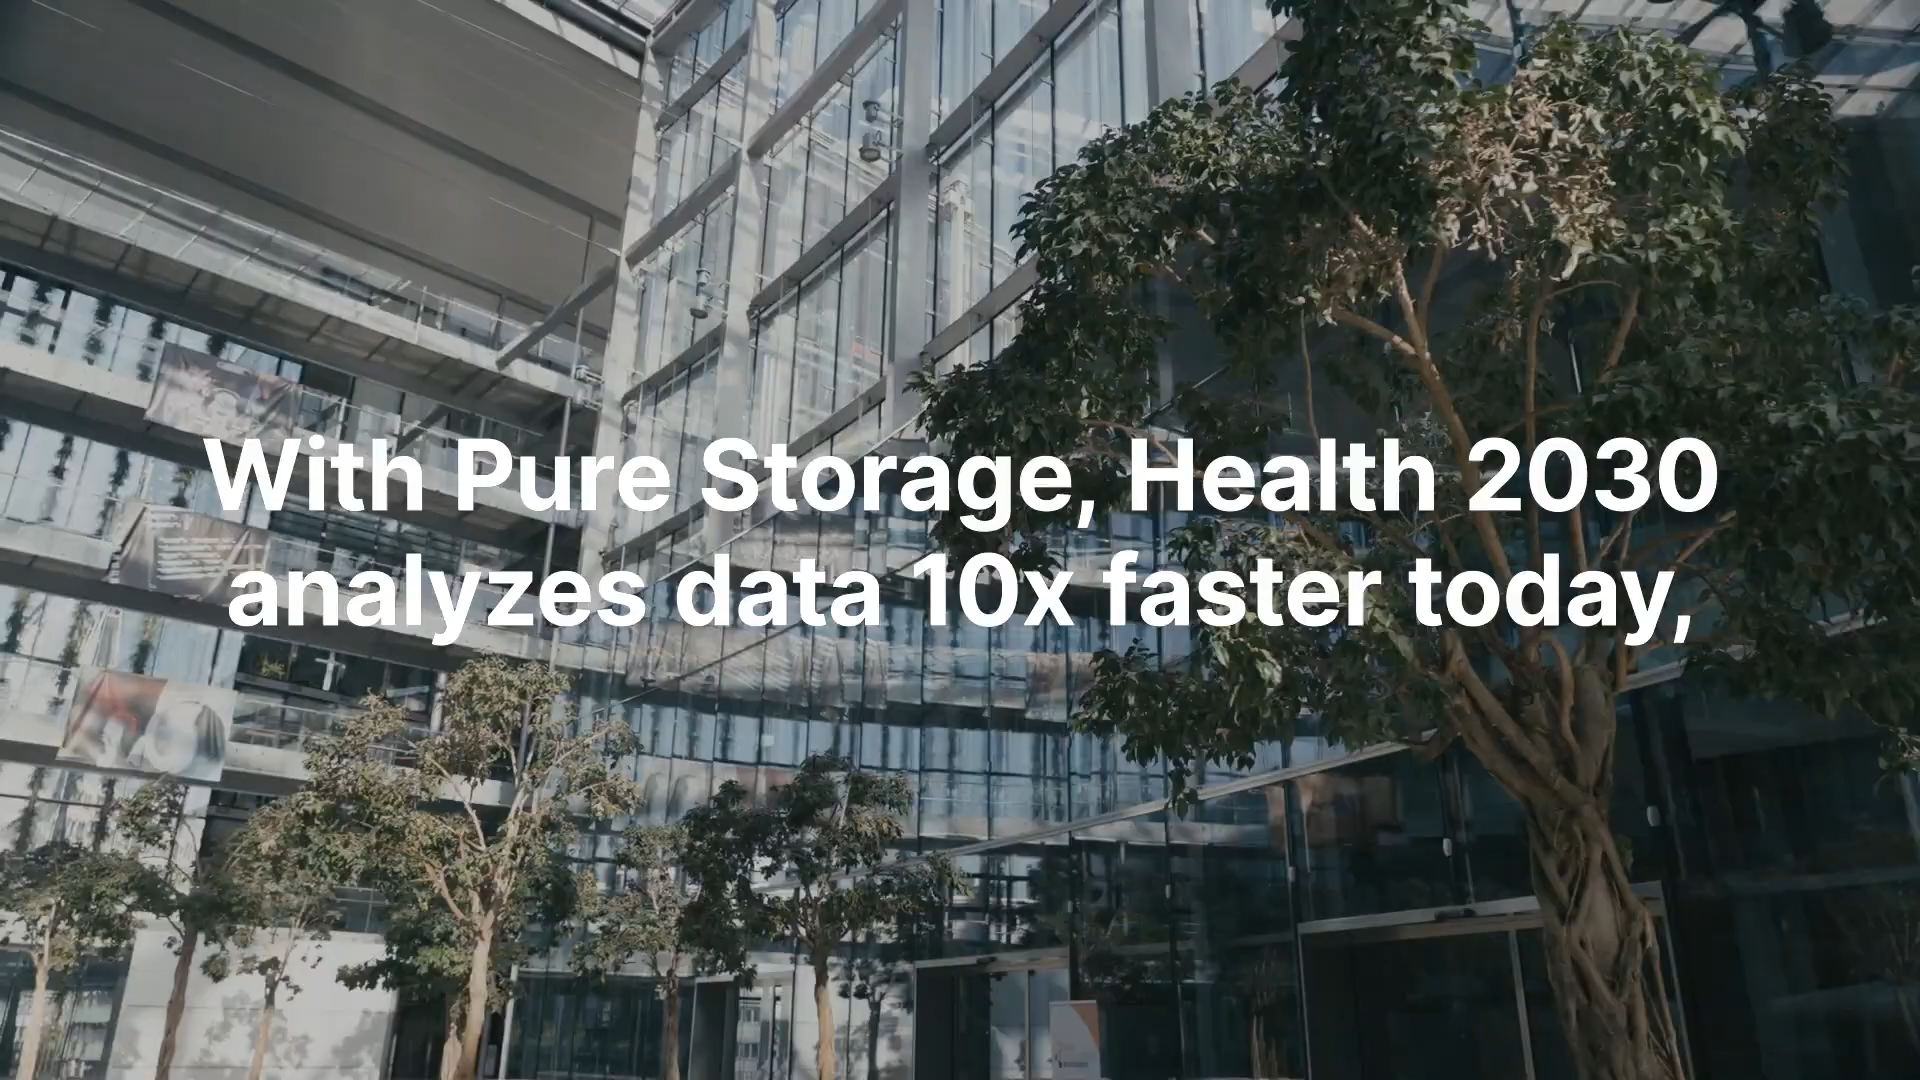 With Pure Storage, Health 2030
analyzes data 10x faster today,